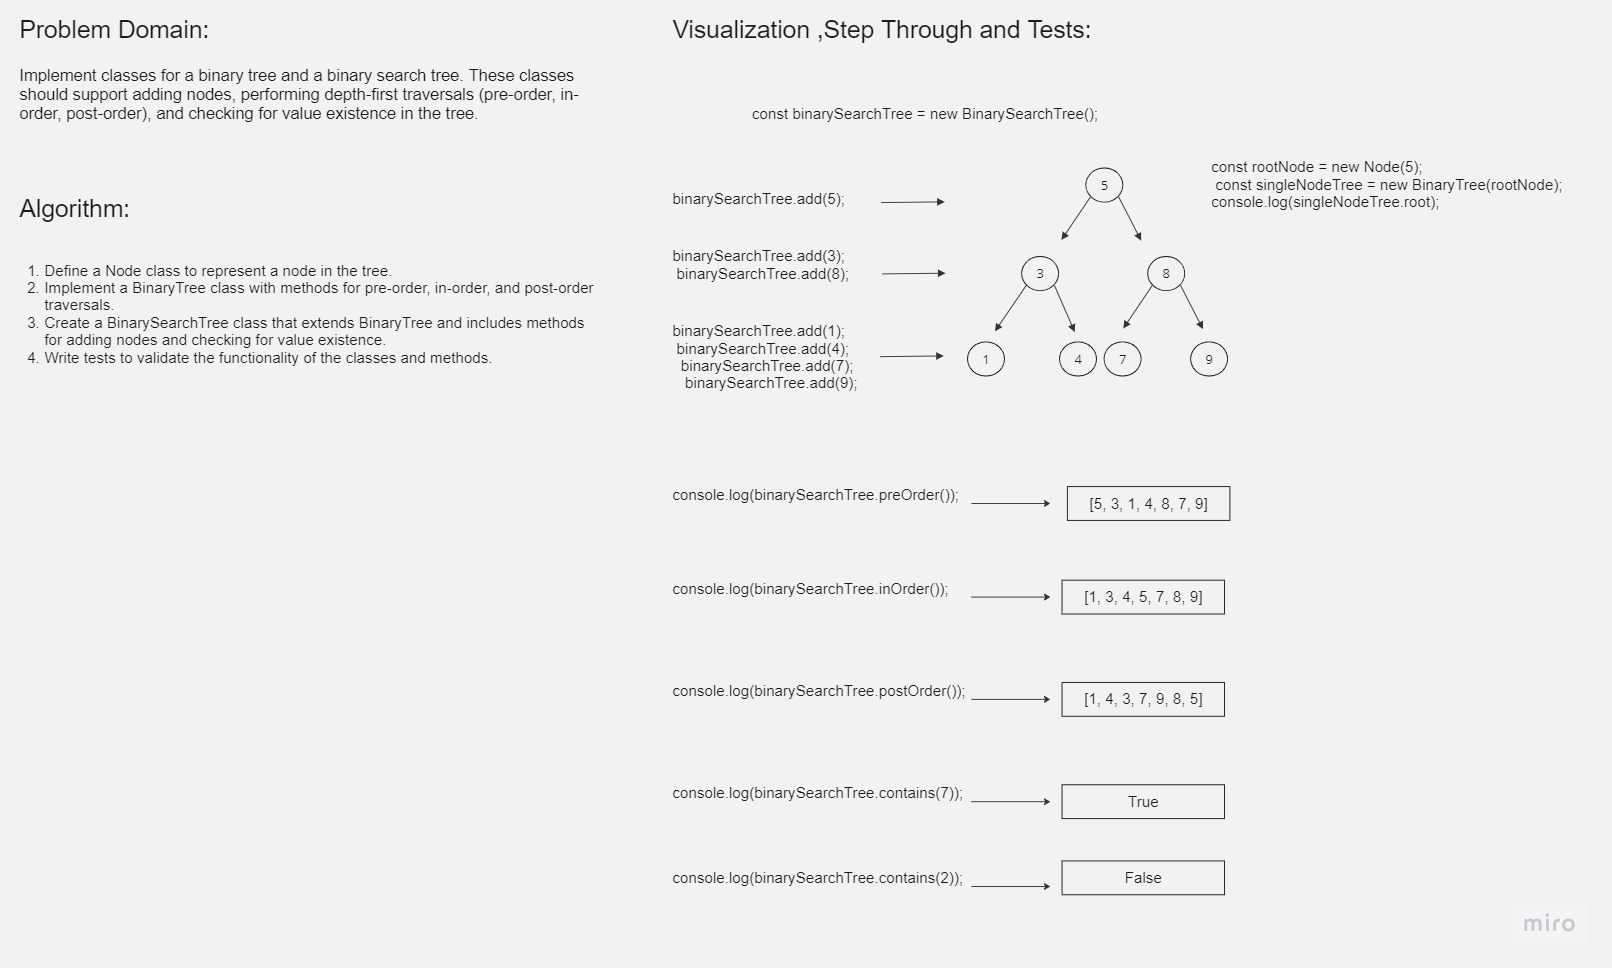 Problem Domain:
Implement classes for a binary tree and a binary search tree. These classes
should support adding nodes, performing depth-first traversals (pre-order, in-
order, post-order), and checking for value existence in the tree.
Algorithm:
1. Define a Node class to represent a node in the tree.
2. Implement a BinaryTree class with methods for pre-order, in-order, and post-order
traversals.
3. Create a BinarySearchTree class that extends BinaryTree and includes methods
for adding nodes and checking for value existence.
4. Write tests to validate the functionality of the classes and methods.
Visualization ,Step Through and Tests:
const binarySearchTree = new BinarySearchTree();
const rootNode = new Node(5);
const singleNodeTree = new BinaryTree(rootNode);
console.log(singleNodeTree.root);
binarySearchTree.add(5);
5
binarySearchTree.add(3);
binarySearchTree.add(8);
3 8
binarySearchTree.add(1);
binarySearchTree.add(4);
binarySearchTree.add(7);
binarySearchTree.add(9);
1 4 7 9
console.log(binarySearchTree.preOrder());
[5, 3, 1, 4, 8, 7, 9]
console.log(binarySearchTree.inOrder());
[1, 3, 4, 5, 7, 8, 9]
console.log(binarySearchTree.postOrder());
[1, 4, 3, 7, 9, 8, 5]
console.log(binarySearchTree.contains(7));
True
console.log(binarySearchTree.contains(2));
False
miro